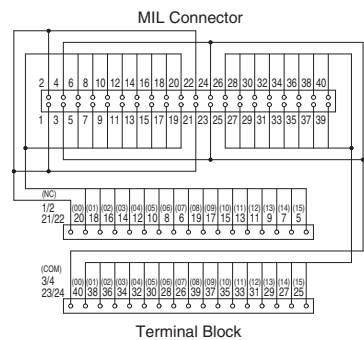 MIL Connector
2 4 6 8 10 12 14 16 18 20 22 24 26 28 30 32 34 36 38 40
1 3 5 7 9 11 13 15 17 19 21 23 25 27 29 31 33 35 37 39
(NC)
1/2 (00) (01) (02) (03) (04) (05) (06) (07) (08) (09) (10) (11) (12) (13) (14) (15)
21/22 20 18 16 14 12 10 8 6 19 17 15 13 11 9 7 5
(COM)
3/4 (00) (01) (02) (03) (04) (05) (06) (07) (08) (09) (10) (11) (12) (13) (14) (15)
23/24 40 38 36 34 32 30 28 26 39 37 35 33 31 29 27 25
Terminal Block